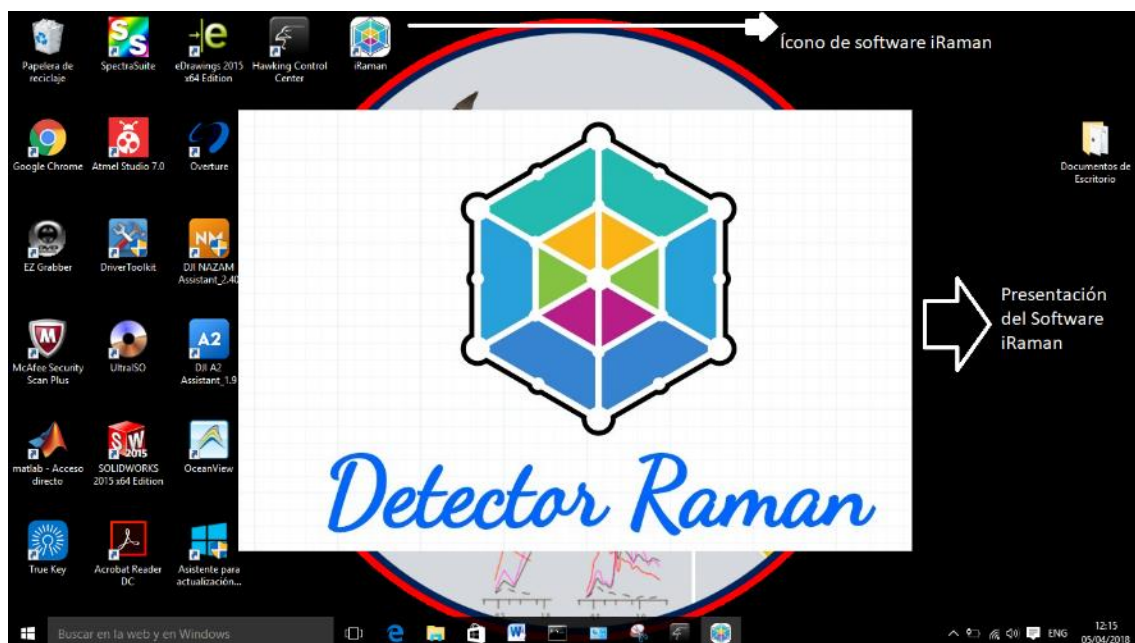 Papelera de
reciclaje
SpectraSuite
eDrawings 2015
x64 Edition
Hawking Control
Center
iRaman
Ícono de software iRaman
Google Chrome
Atmel Studio 7.0
Overture
Documentos de
Escritorio
EZ Grabber
DriverToolkit
DJI NAZAM
Assistant_2.40
Presentación
del Software
iRaman
McAfee Security
Scan Plus
UltraISO
A2
DJI A2
Assistant_1.9
matlab - Acceso
directo
SOLIDWORKS
2015 x64 Edition
OceanView
Detector Raman
True Key
Acrobat Reader
DC
Asistente para
actualización...
Buscar en la web y en Windows
ENG
12:15
05/04/2018